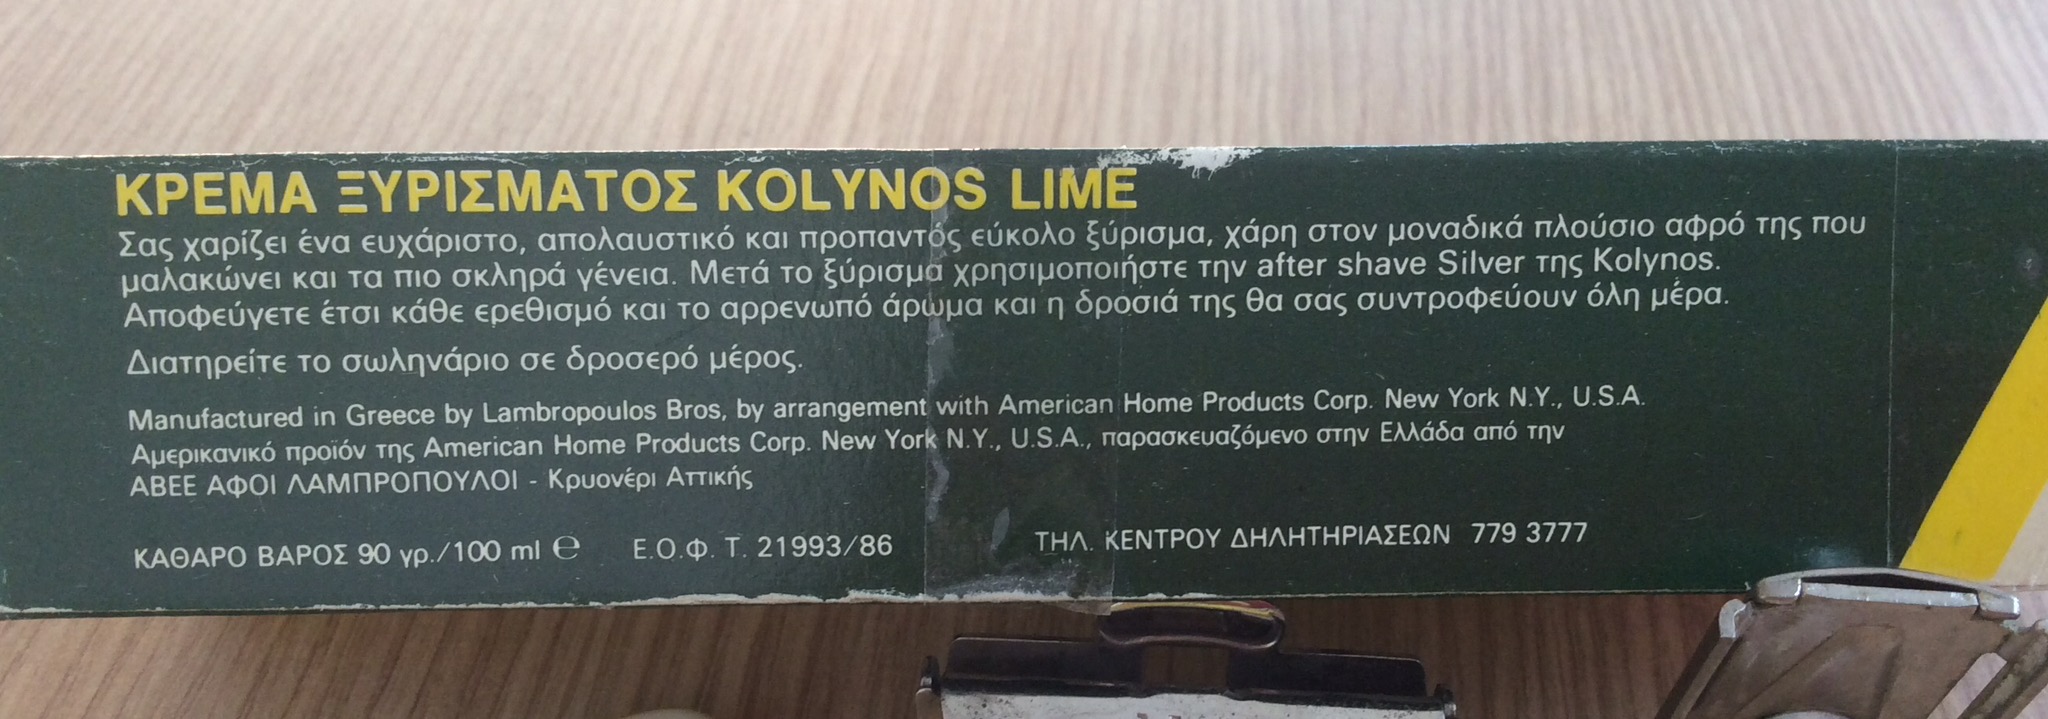 ΚΡΕΜΑ ΞΥΡΙΣΜΑΤΟΣ KOLYNOS LIME
Σας χαρίζει ένα ευχάριστο, απολαυστικό και προπαντός εύκολο ξύρισμα, χάρη στον μοναδικά πλούσιο αφρό της που
μαλακώνει και τα πιο σκληρά γένεια. Μετά το ξύρισμα χρησιμοποιήστε την after shave Silver της Kolynos.
Αποφεύγετε έτσι κάθε ερεθισμό και το αρρενωπό άρωμα και η δροσιά της θα σας συντροφεύουν όλη μέρα.
Διατηρείτε το σωληνάριο σε δροσερό μέρος.
Manufactured in Greece by Lambropoulos Bros, by arrangement with American Home Products Corp. New York N.Y., U.S.A.
Αμερικανικό προϊόν της American Home Products Corp. New York N.Y., U.S.A., παρασκευαζόμενο στην Ελλάδα από την
ΑΒΕΕ ΑΦΟΙ ΛΑΜΠΡΟΠΟΥΛΟΙ - Κρυονέρι Αττικής
ΚΑΘΑΡΟ ΒΑΡΟΣ 90 γρ./100 ml ℮ Ε.Ο.Φ. Τ. 21993/86 ΤΗΛ. ΚΕΝΤΡΟΥ ΔΗΛΗΤΗΡΙΑΣΕΩΝ 779 3777